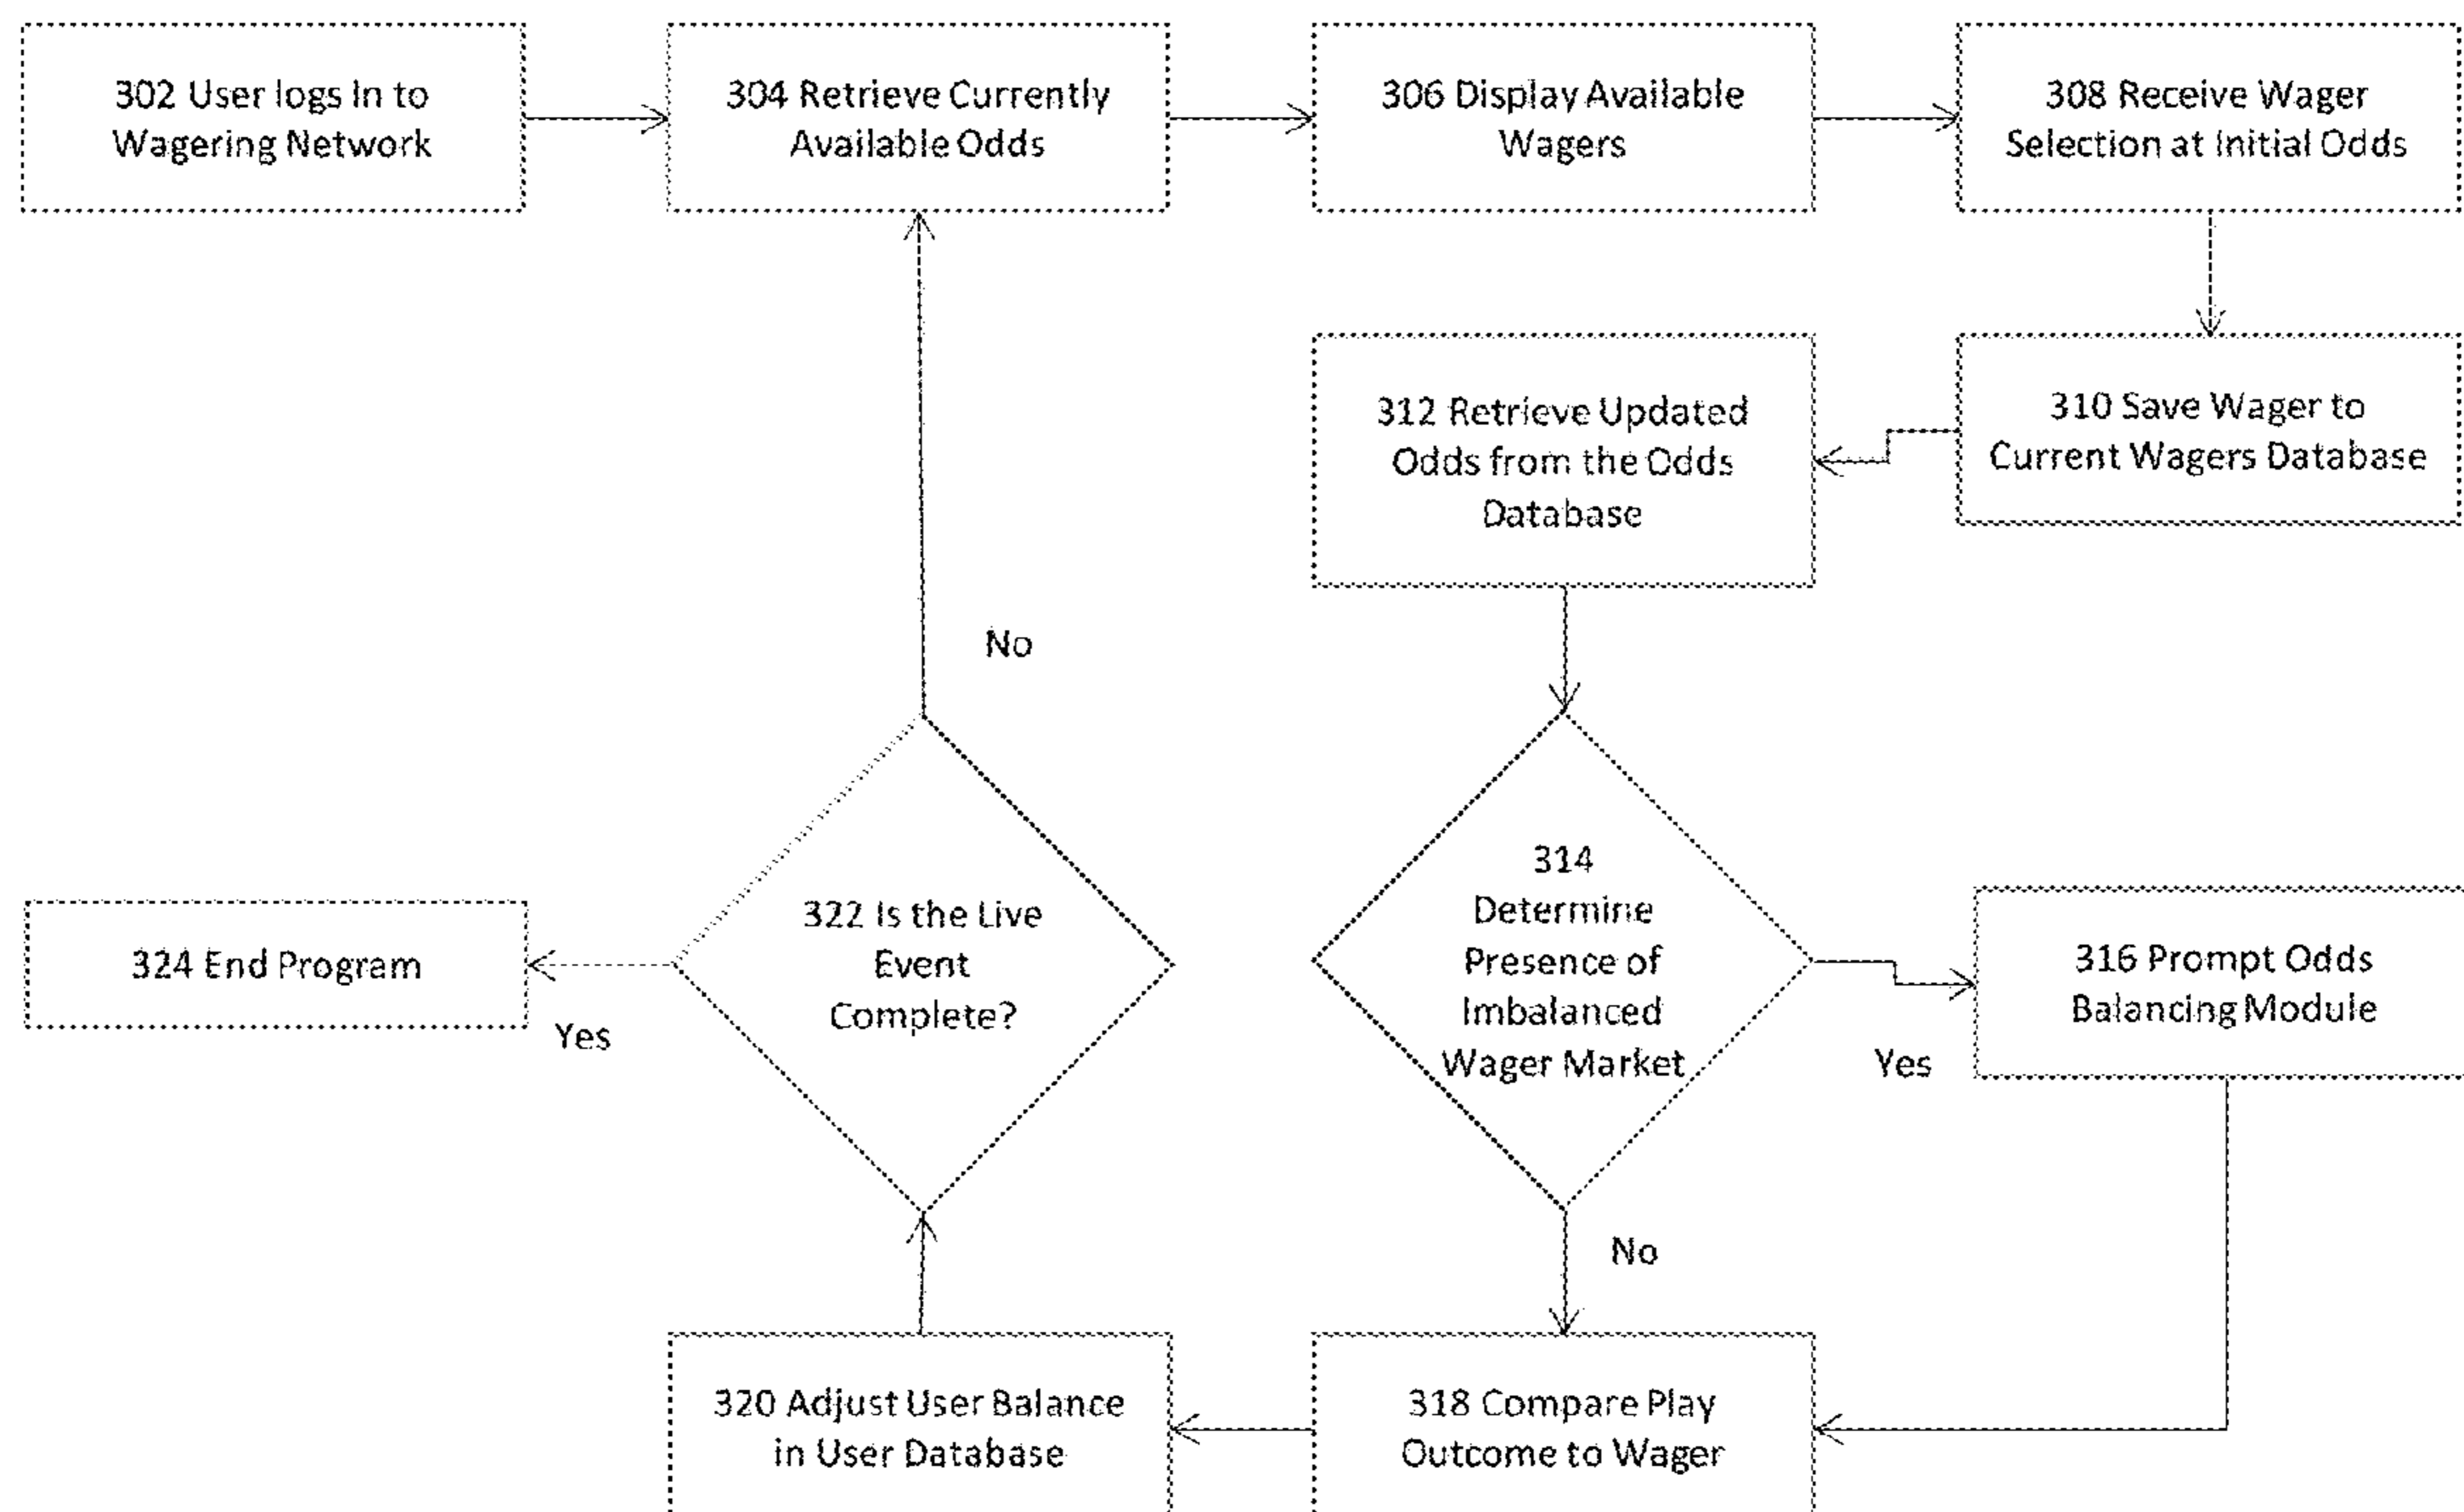 302 User logs In to
Wagering Network
304 Retrieve Currently
Available Odds
306 Display Available
Wagers
308 Receive Wager
Selection at Initial Odds
310 Save Wager to
Current Wagers Database
312 Retrieve Updated
Odds from the Odds
Database
No
314
Determine
Presence of
Imbalanced
Wager Market
Yes
316 Prompt Odds
Balancing Module
322 Is the Live
Event
Complete?
Yes
324 End Program
No
318 Compare Play
Outcome to Wager
320 Adjust User Balance
in User Database